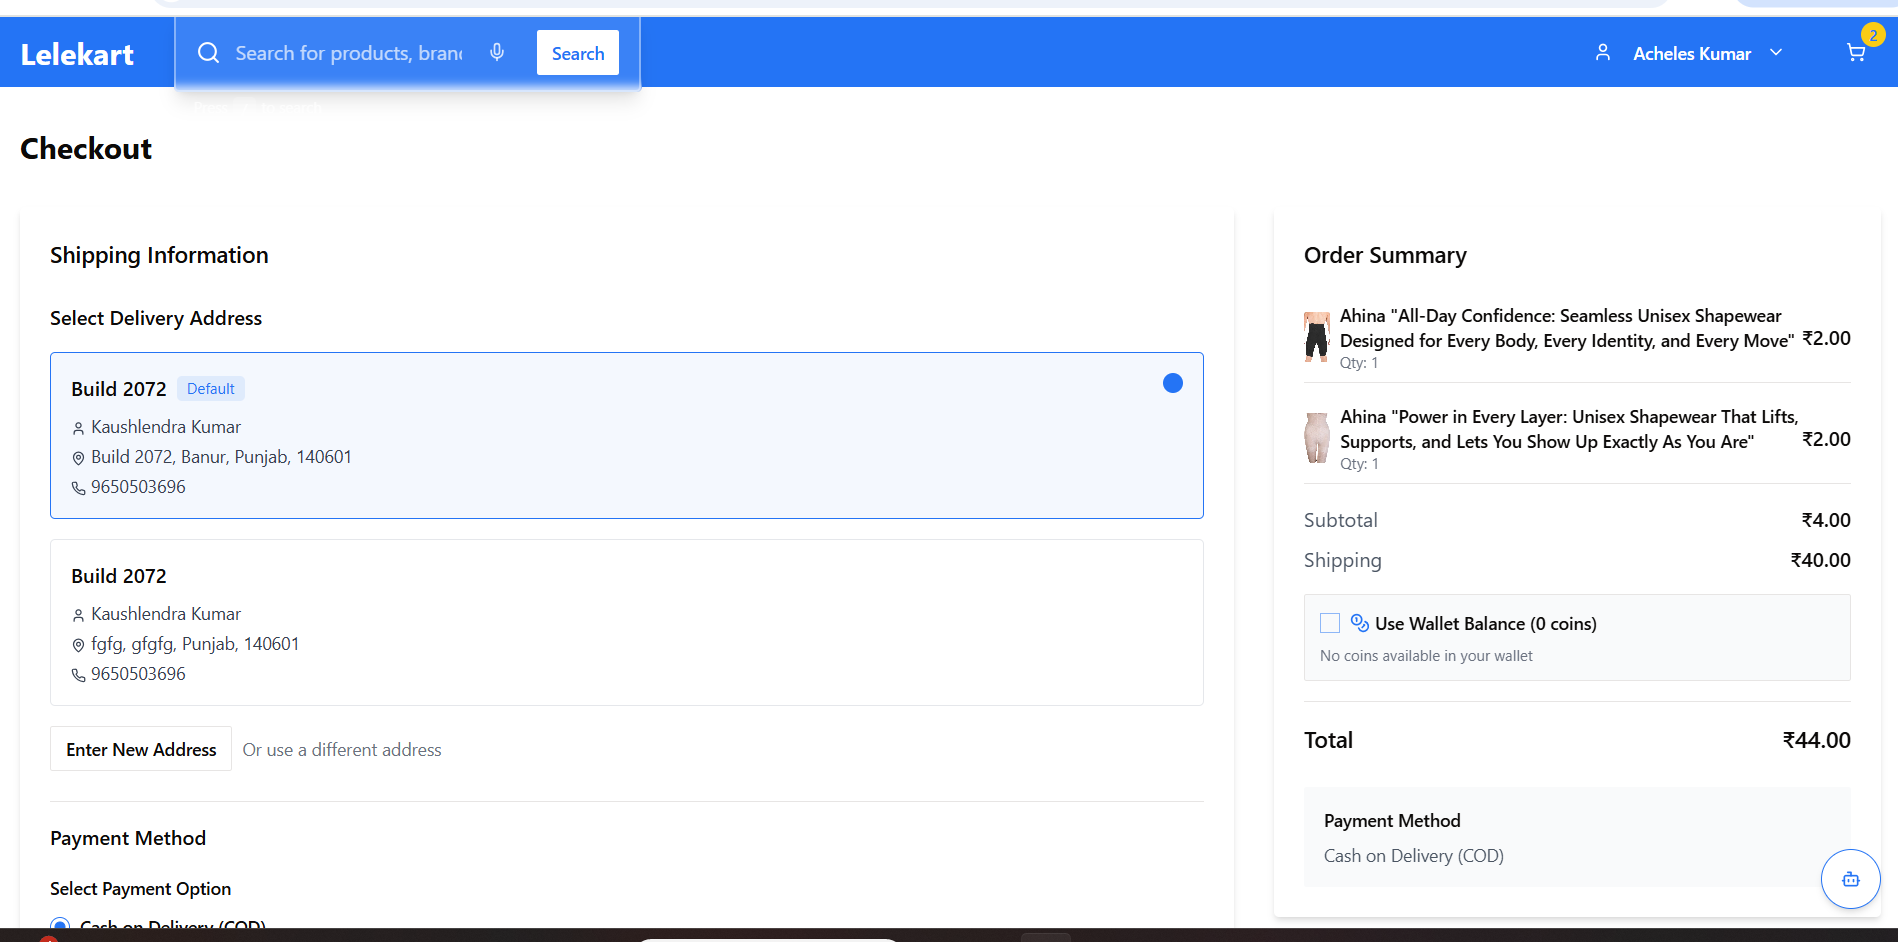 Lelekart
Search for products, branc
Search
Acheles Kumar
2
Checkout
Shipping Information
Select Delivery Address
Build 2072
Default
Kaushlendra Kumar
Build 2072, Banur, Punjab, 140601
9650503696
Build 2072
Kaushlendra Kumar
fgfg, gfgfg, Punjab, 140601
9650503696
Enter New Address
Or use a different address
Payment Method
Select Payment Option
Cash on Delivery (COD)
Order Summary
Ahina "All-Day Confidence: Seamless Unisex Shapewear
Designed for Every Body, Every Identity, and Every Move"
₹2.00
Qty: 1
Ahina "Power in Every Layer: Unisex Shapewear That Lifts,
Supports, and Lets You Show Up Exactly As You Are"
₹2.00
Qty: 1
Subtotal
₹4.00
Shipping
₹40.00
Use Wallet Balance (0 coins)
No coins available in your wallet
Total
₹44.00
Payment Method
Cash on Delivery (COD)